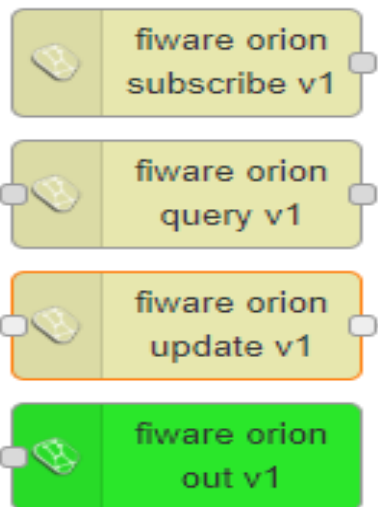 fiware orion
subscribe v1
fiware orion
query v1
fiware orion
update v1
fiware orion
out v1